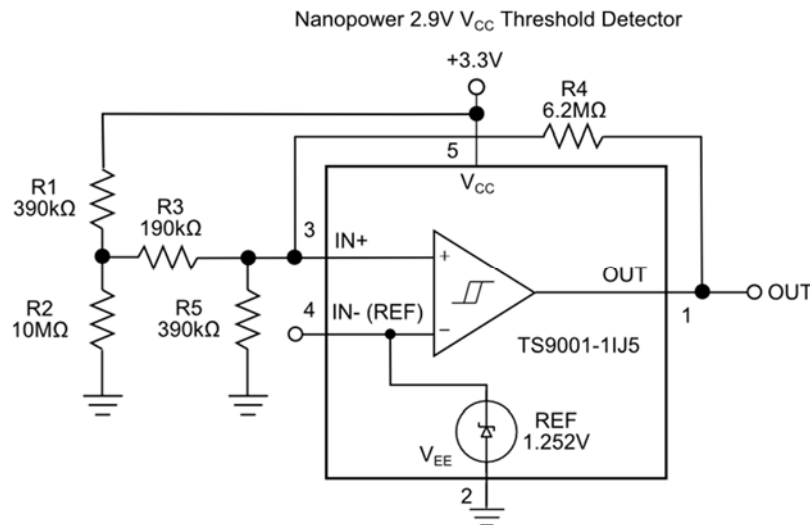 Nanopower 2.9V VCC Threshold Detector
+3.3V
R4
6.2MΩ
5
VCC
R1
390kΩ
R3
190kΩ
3
IN+
+
OUT
OUT
R2
10MΩ
R5
390kΩ
4
IN- (REF)
−
1
TS9001-1IJ5
REF
1.252V
VEE
2